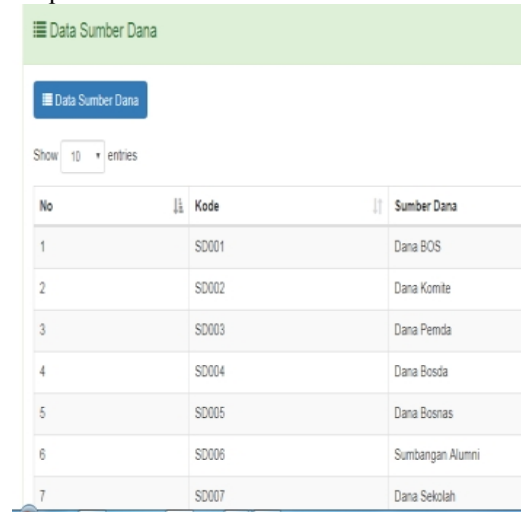 Data Sumber Dana
Data Sumber Dana
Show 10 entries
No Kode Sumber Dana
1 SD001 Dana BOS
2 SD002 Dana Komite
3 SD003 Dana Pemda
4 SD004 Dana Bosda
5 SD005 Dana Bosnas
6 SD006 Sumbangan Alumni
7 SD007 Dana Sekolah